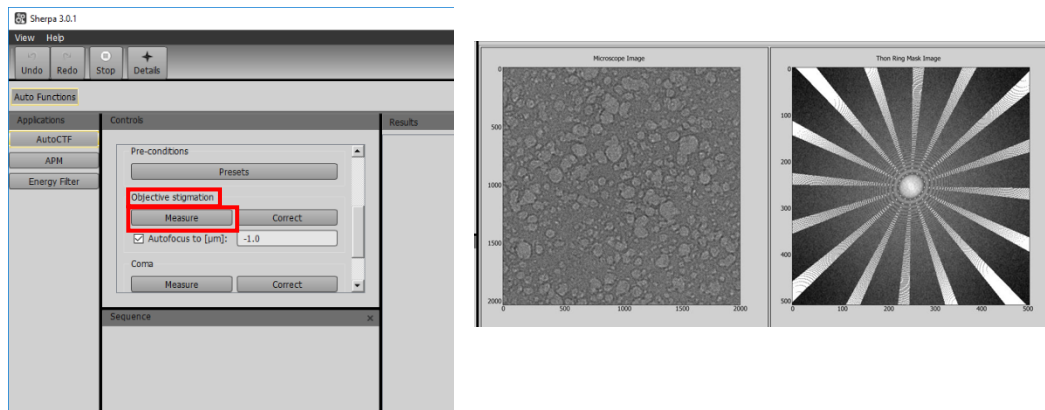 Sherpa 3.0.1
View Help
Undo Redo Stop Details
Auto Functions
Applications
AutoCTF
APM
Energy Filter
Controls
Pre-conditions
Presets
Objective stigmation
Measure Correct
Autofocus to [µm]: -1.0
Coma
Measure Correct
Sequence
Results
Microscope Image
0
500
1000
1500
2000
0 500 1000 1500 2000
Thon Ring Mask Image
0
100
200
300
400
500
0 100 200 300 400 500